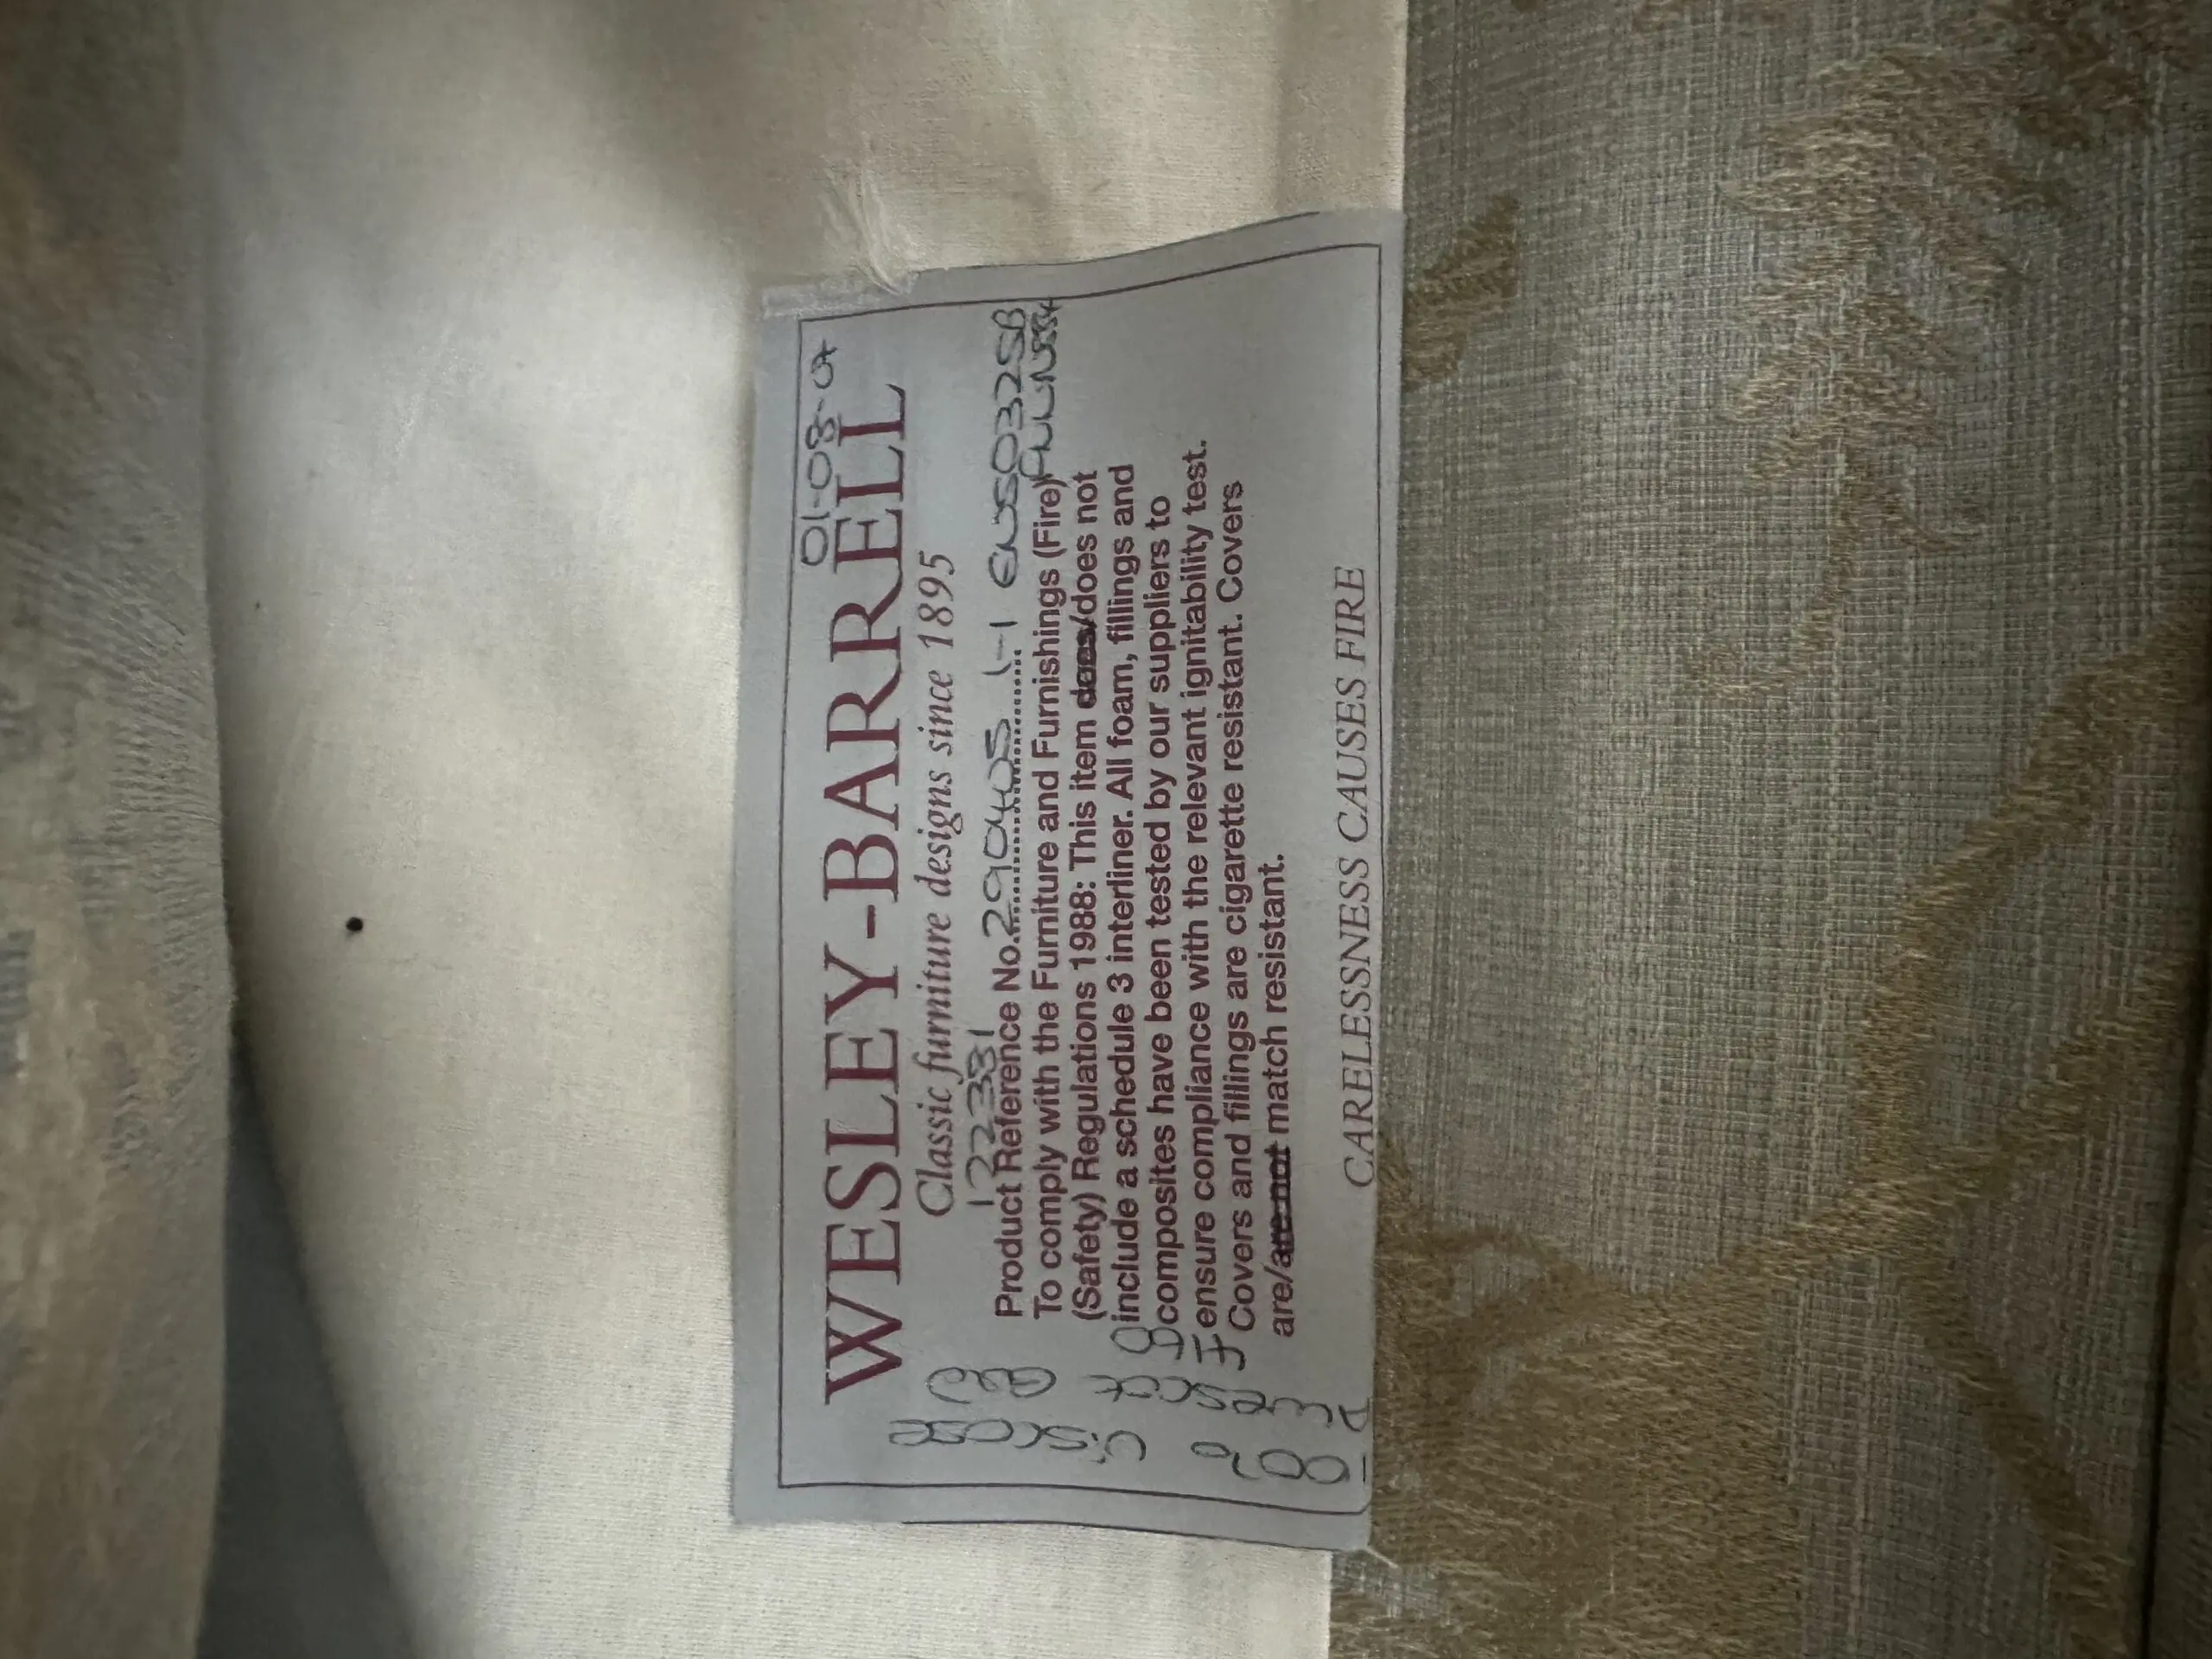 01-08-07
WESLEY-BARRELL
Classic furniture designs since 1895
122331
Product Reference No. 290405 1-1 ENS032SB
To comply with the Furniture and Furnishings (Fire)
(Safety) Regulations 1988: This item does/does not
include a schedule 3 interliner. All foam, fillings and
composites have been tested by our suppliers to
ensure compliance with the relevant ignitability test.
Covers and fillings are cigarette resistant. Covers
are/are not match resistant.
CARELESSNESS CAUSES FIRE
100% Viscose